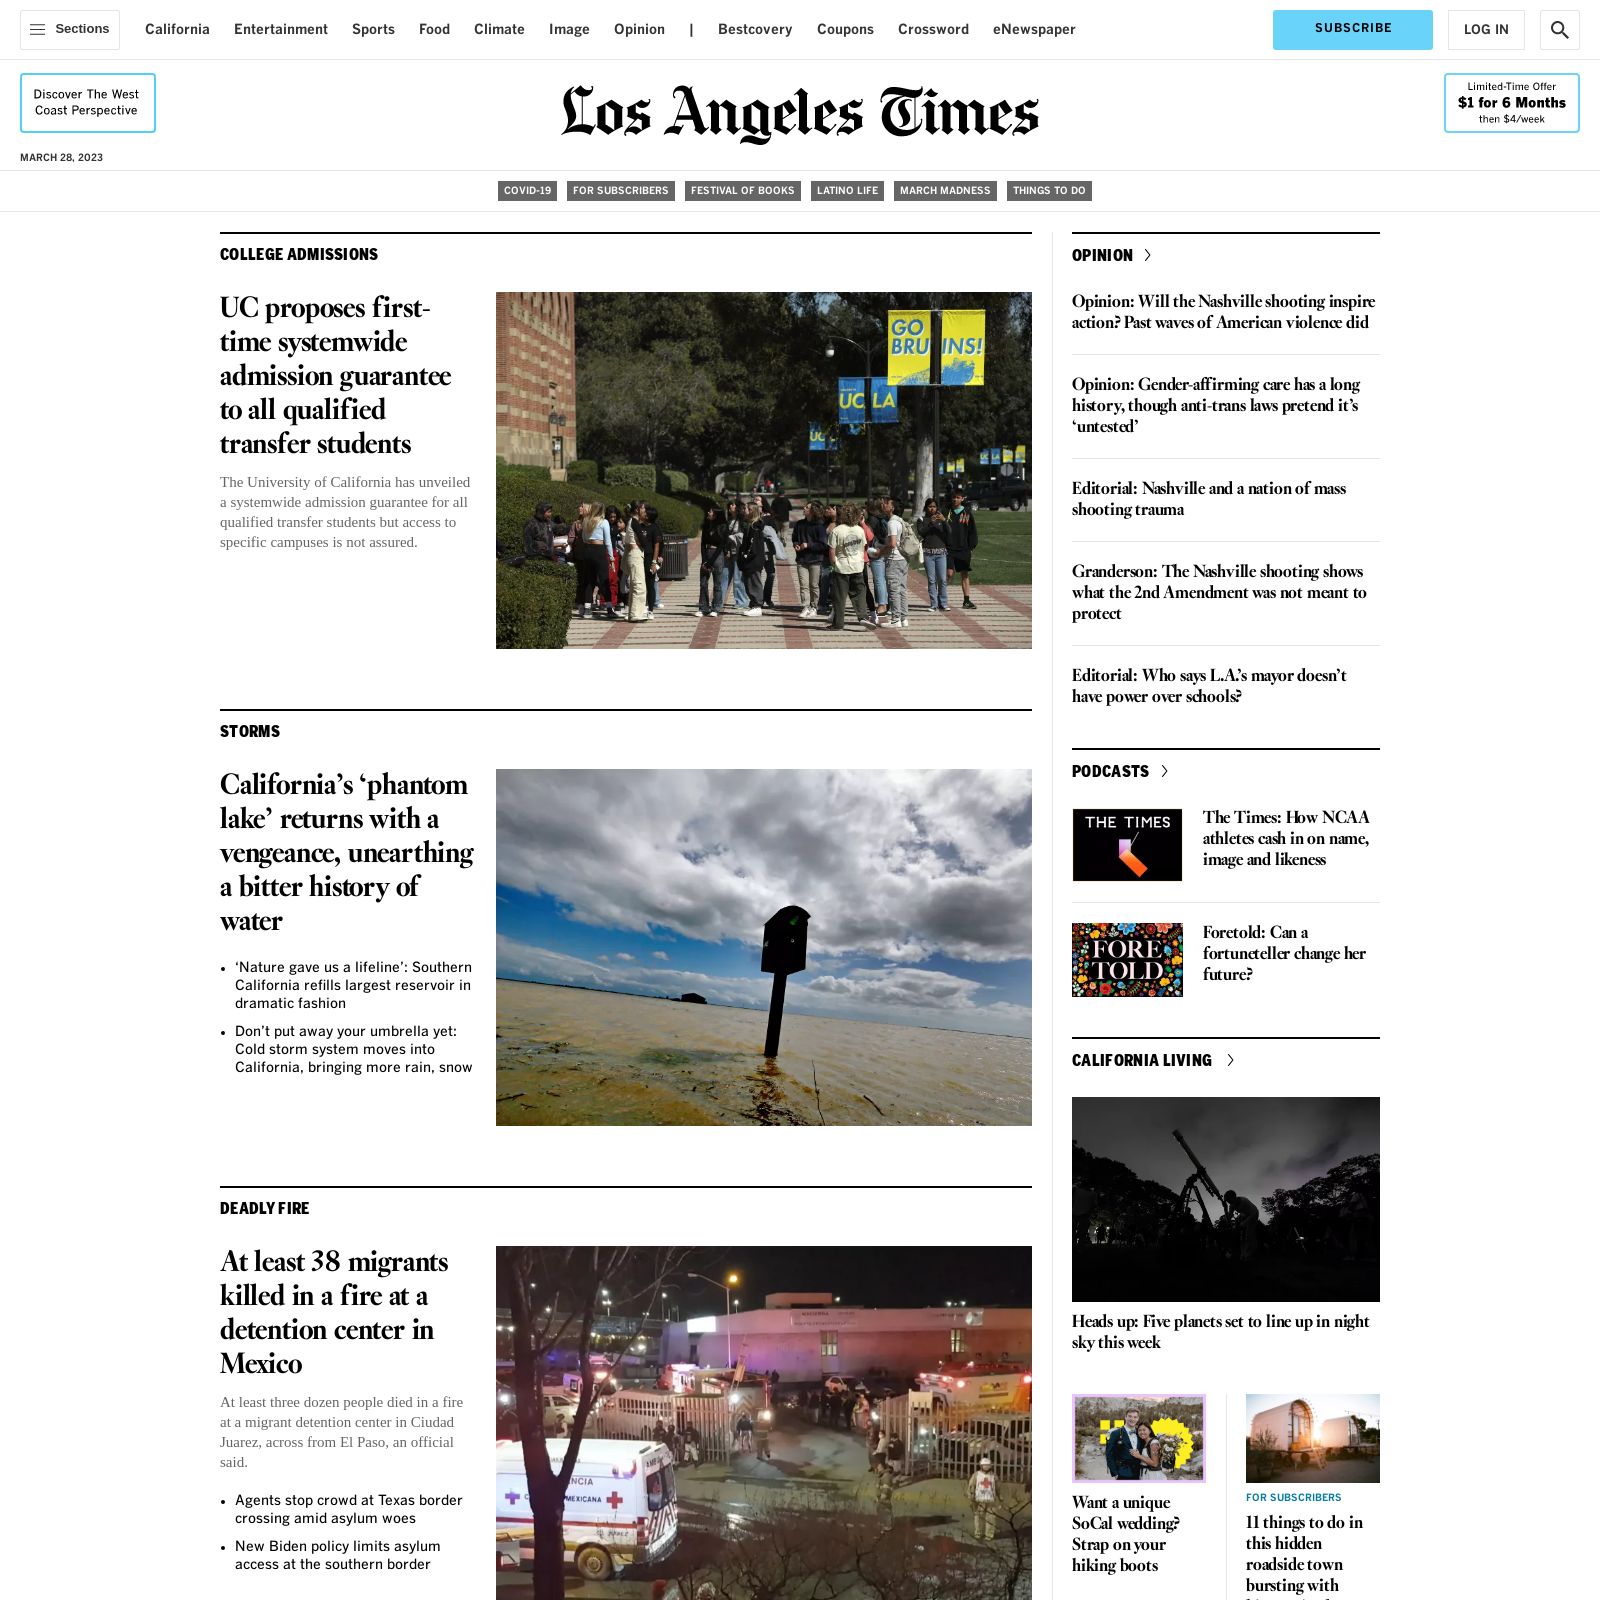 Sections
California
Entertainment
Sports
Food
Climate
Image
Opinion
|
Bestcovery
Coupons
Crossword
eNewspaper
SUBSCRIBE
LOG IN
Discover The West
Coast Perspective
Los Angeles Times
Limited-Time Offer
$1 for 6 Months
then $4/week
MARCH 28, 2023
COVID-19
FOR SUBSCRIBERS
FESTIVAL OF BOOKS
LATINO LIFE
MARCH MADNESS
THINGS TO DO
COLLEGE ADMISSIONS
UC proposes first-
time systemwide
admission guarantee
to all qualified
transfer students
The University of California has unveiled
a systemwide admission guarantee for all
qualified transfer students but access to
specific campuses is not assured.
GO
BRUINS!
UCLA
UC
STORMS
California’s ‘phantom
lake’ returns with a
vengeance, unearthing
a bitter history of
water
• ‘Nature gave us a lifeline’: Southern
California refills largest reservoir in
dramatic fashion
• Don’t put away your umbrella yet:
Cold storm system moves into
California, bringing more rain, snow
DEADLY FIRE
At least 38 migrants
killed in a fire at a
detention center in
Mexico
At least three dozen people died in a fire
at a migrant detention center in Ciudad
Juarez, across from El Paso, an official
said.
• Agents stop crowd at Texas border
crossing amid asylum woes
• New Biden policy limits asylum
access at the southern border
NCIA
MEXICANA
OPINION
Opinion: Will the Nashville shooting inspire
action? Past waves of American violence did
Opinion: Gender-affirming care has a long
history, though anti-trans laws pretend it’s
‘untested’
Editorial: Nashville and a nation of mass
shooting trauma
Granderson: The Nashville shooting shows
what the 2nd Amendment was not meant to
protect
Editorial: Who says L.A.’s mayor doesn’t
have power over schools?
PODCASTS
THE TIMES
The Times: How NCAA
athletes cash in on name,
image and likeness
FORE
TOLD
Foretold: Can a
fortuneteller change her
future?
CALIFORNIA LIVING
Heads up: Five planets set to line up in night
sky this week
Want a unique
SoCal wedding?
Strap on your
hiking boots
FOR SUBSCRIBERS
11 things to do in
this hidden
roadside town
bursting with